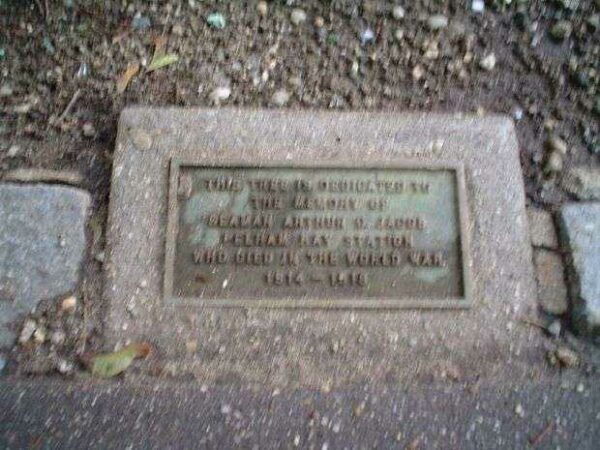 THIS TREE IS DEDICATED TO
THE MEMORY OF
SEAMAN ARTHUR D. JACOB
PELHAM BAY STATION
WHO DIED IN THE WORLD WAR
1914 - 1918